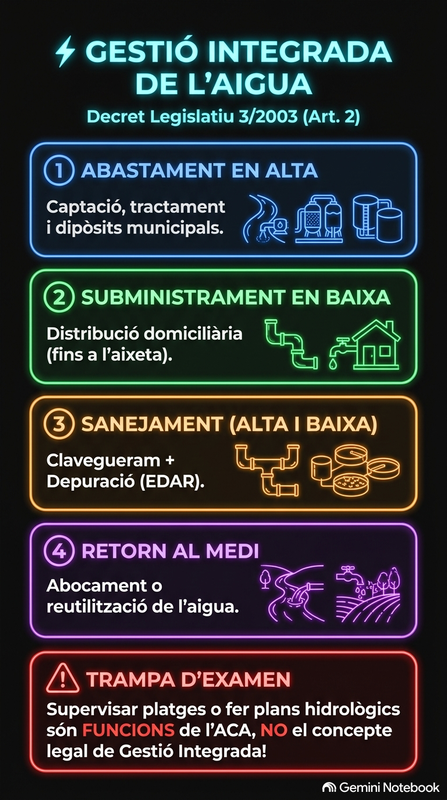 GESTIÓ INTEGRADA
DE L'AIGUA
Decret Legislatiu 3/2003 (Art. 2)
1 ABASTAMENT EN ALTA
Captació, tractament
i dipòsits municipals.
2 SUBMINISTRAMENT EN BAIXA
Distribució domiciliària
(fins a l'aixeta).
3 SANEJAMENT (ALTA I BAIXA)
Clavegueram +
Depuració (EDAR).
4 RETORN AL MEDI
Abocament o
reutilització de l'aigua.
! TRAMPA D'EXAMEN
Supervisar platges o fer plans hidrològics
són FUNCIONS de l'ACA, NO el concepte
legal de Gestió Integrada!
Gemini Notebook